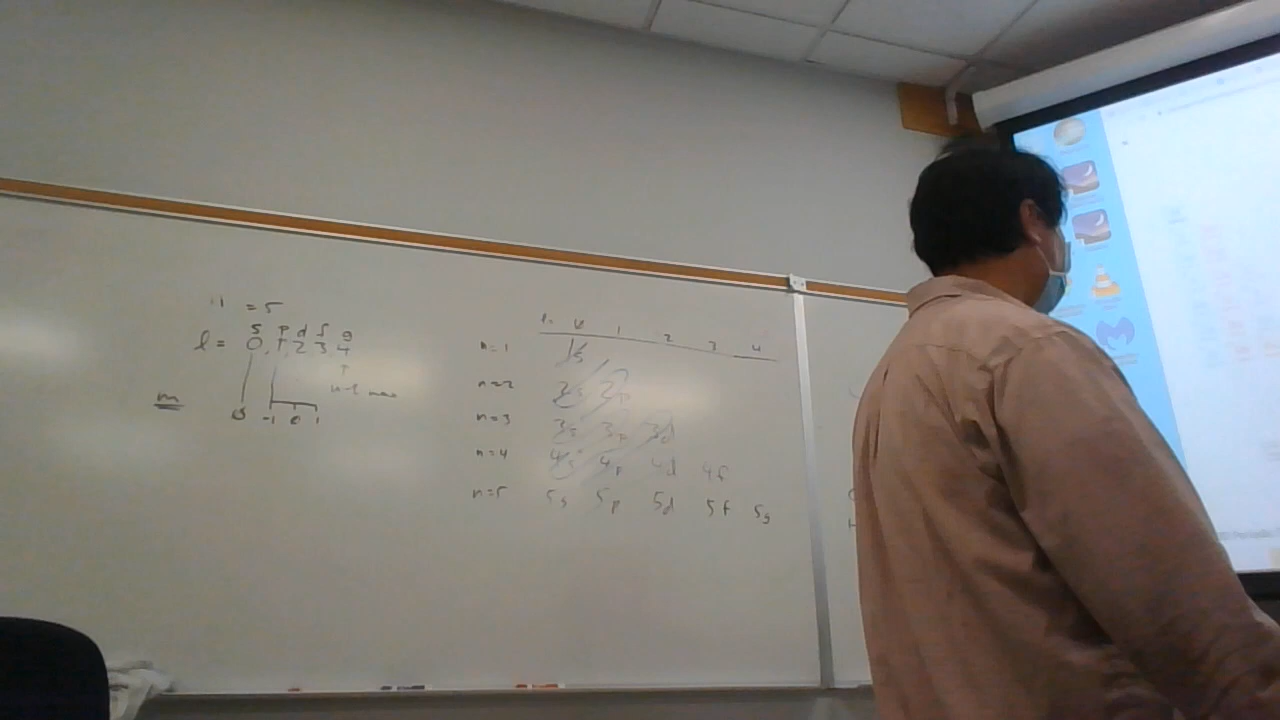 = 5
s p d f g
l = 0, 1, 2 3 4
n-1 max
m
0 -1 0 1
l= 0 1 2 3 4
n=1 1s
n=2 2s 2p
n=3 3s 3p 3d
n=4 4s 4p 4d 4f
n=5 5s 5p 5d 5f 5g